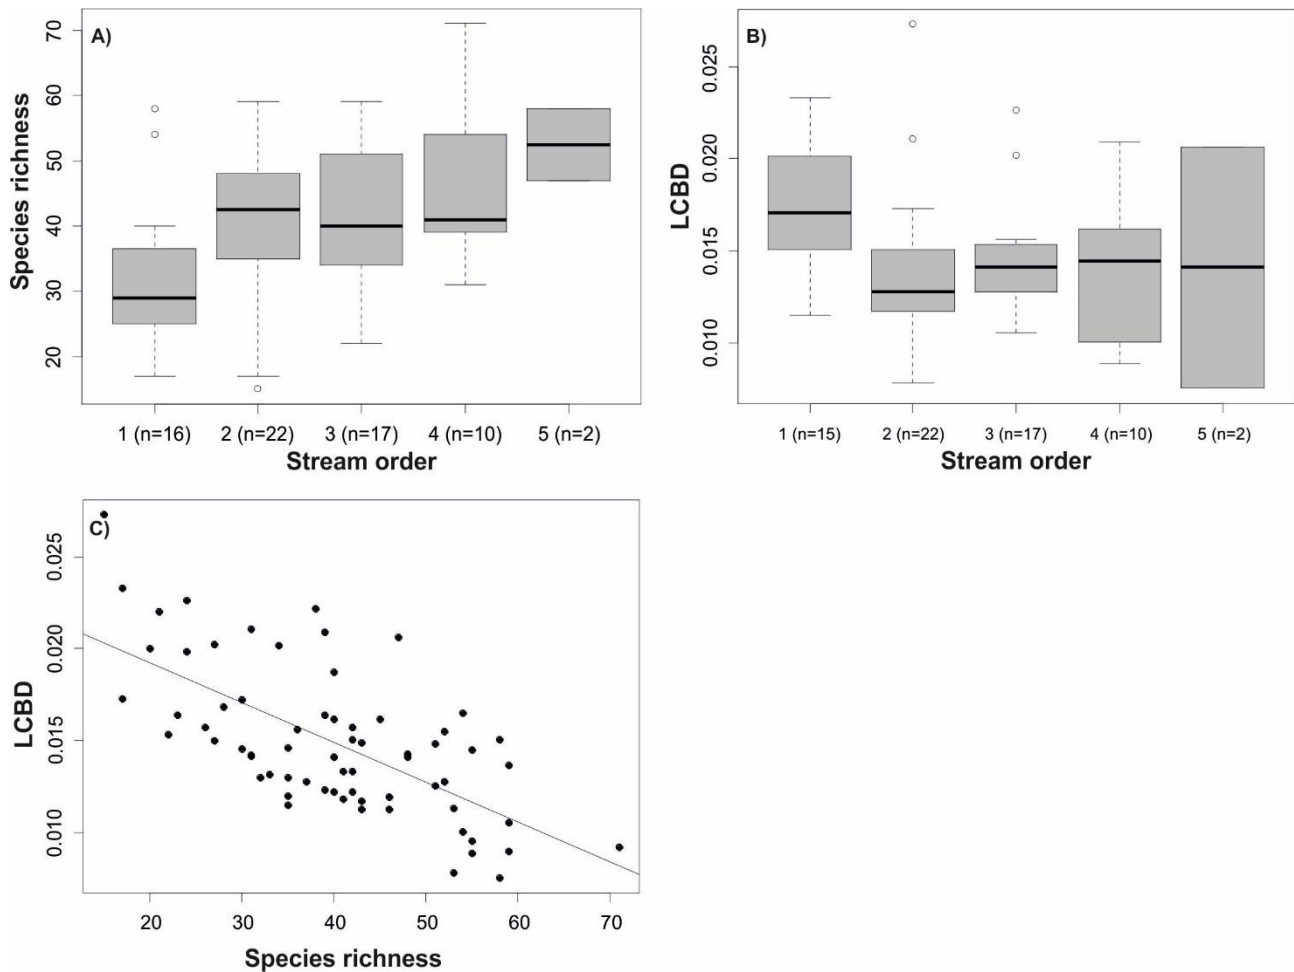 A)
Species richness
70
60
50
40
30
20
1 (n=16) 2 (n=22) 3 (n=17) 4 (n=10) 5 (n=2)
Stream order
B)
LCBD
0.025
0.020
0.015
0.010
1 (n=15) 2 (n=22) 3 (n=17) 4 (n=10) 5 (n=2)
Stream order
C)
LCBD
0.025
0.020
0.015
0.010
20 30 40 50 60 70
Species richness